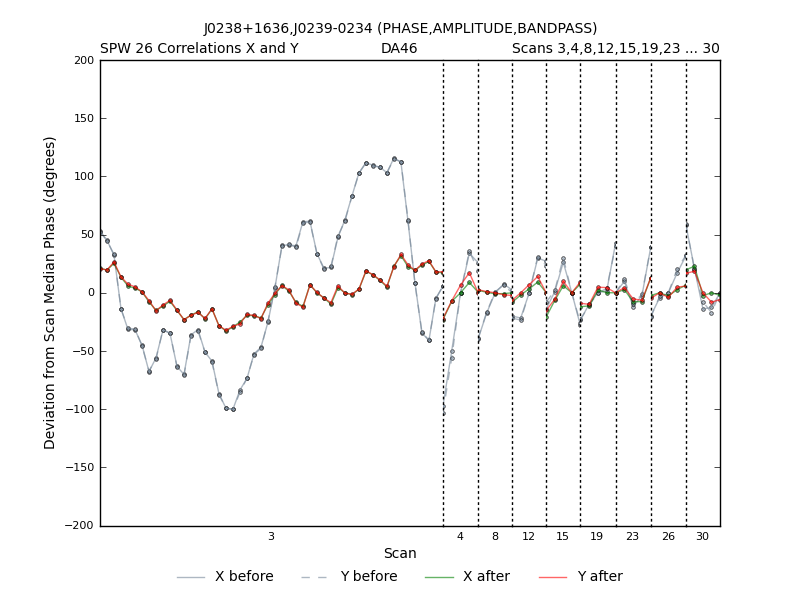 J0238+1636,J0239-0234 (PHASE,AMPLITUDE,BANDPASS)
SPW 26 Correlations X and Y DA46 Scans 3,4,8,12,15,19,23 ... 30
200
150
100
50
0
−50
−100
−150
−200
Deviation from Scan Median Phase (degrees)
3 4 8 12 15 19 23 26 30
Scan
X before Y before X after Y after